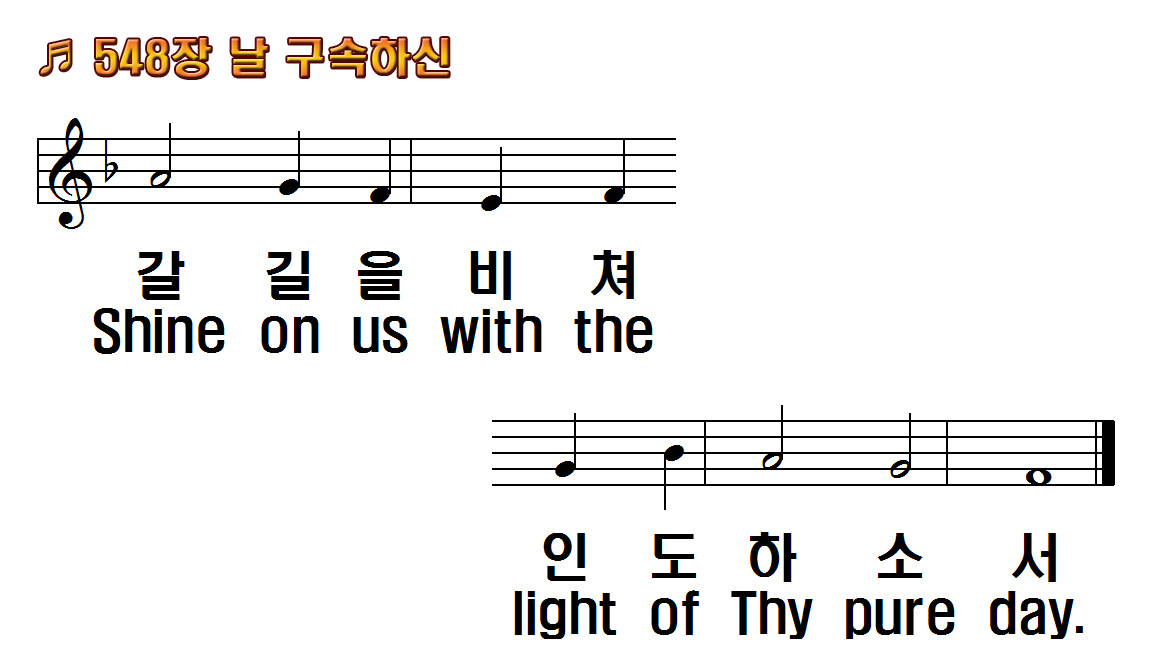 ♬ 548장 날 구속하신
갈 길 을 비 쳐
Shine on us with the
인 도 하 소 서
light of Thy pure day.